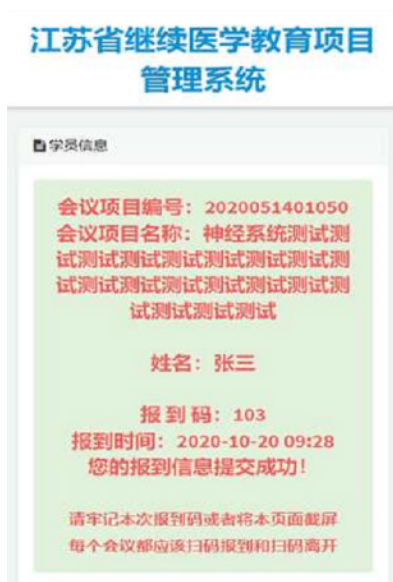 江苏省继续医学教育项目
管理系统
学员信息
会议项目编号：2020051401050
会议项目名称：神经系统测试测
试测试测试测试测试测试测试测
试测试测试测试测试测试测试测
试测试测试测试
姓名：张三
报 到 码：103
报到时间：2020-10-20 09:28
您的报到信息提交成功！
请牢记本次报到码或者将本页面截屏
每个会议都应该扫码报到和扫码离开